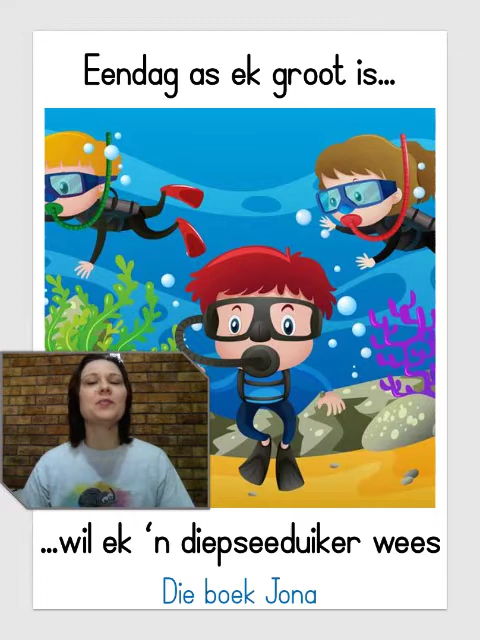 Eendag as ek groot is...
...wil ek ‘n diepseeduiker wees
Die boek Jona